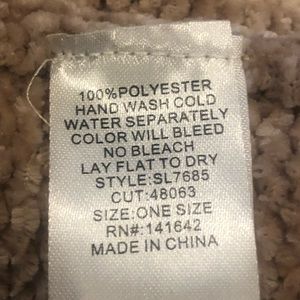 100%POLYESTER
HAND WASH COLD
WATER SEPARATELY
COLOR WILL BLEED
NO BLEACH
LAY FLAT TO DRY
STYLE:SL7685
CUT:48063
SIZE:ONE SIZE
RN#:141642
MADE IN CHINA